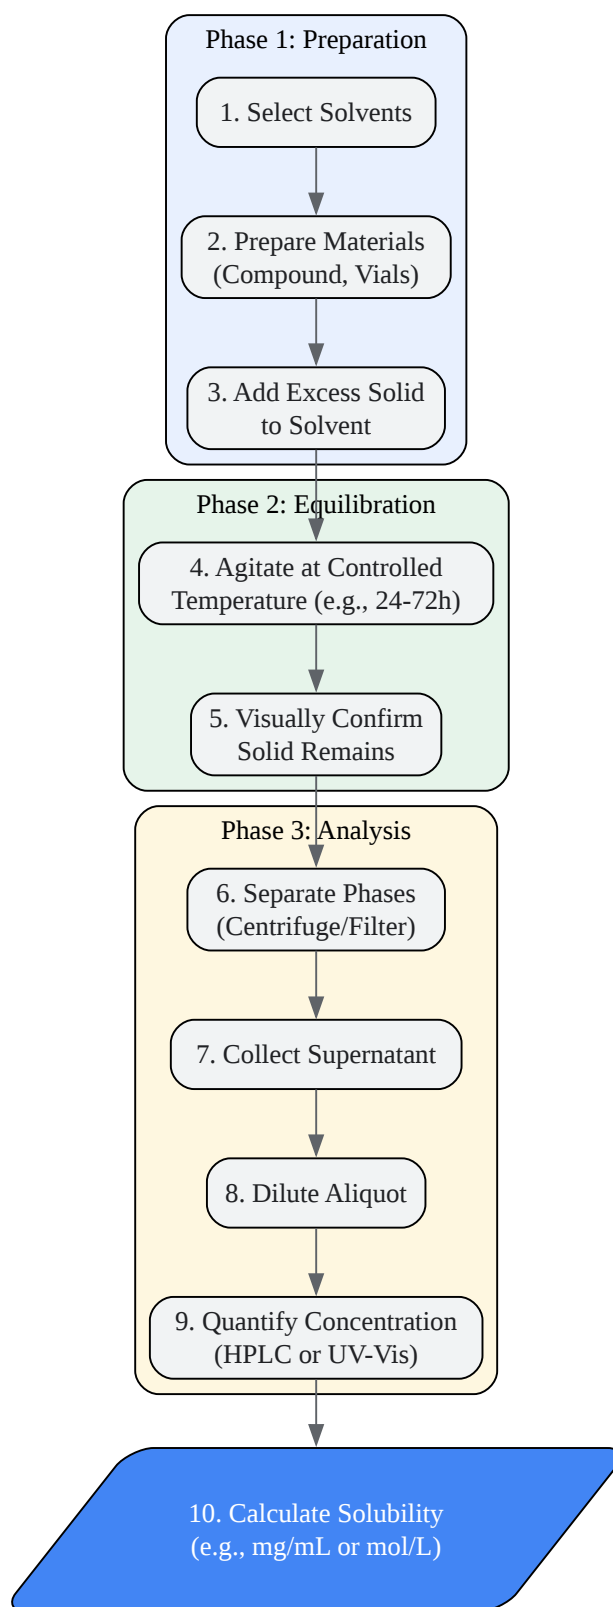 Phase 1: Preparation
1. Select Solvents
2. Prepare Materials
(Compound, Vials)
3. Add Excess Solid
to Solvent
Phase 2: Equilibration
4. Agitate at Controlled
Temperature (e.g., 24-72h)
5. Visually Confirm
Solid Remains
Phase 3: Analysis
6. Separate Phases
(Centrifuge/Filter)
7. Collect Supernatant
8. Dilute Aliquot
9. Quantify Concentration
(HPLC or UV-Vis)
10. Calculate Solubility
(e.g., mg/mL or mol/L)